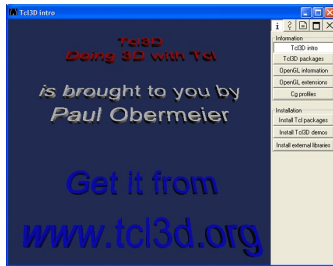 Tcl3D intro
Tcl3D
Doing 3D with Tcl
is brought to you by
Paul Obermeier
Get it from
www.tcl3d.org
i ?
Information
Tcl3D intro
Tcl3D packages
OpenGL information
OpenGL extensions
Cg profiles
Installation
Install Tcl packages
Install Tcl3D demos
Install external libraries